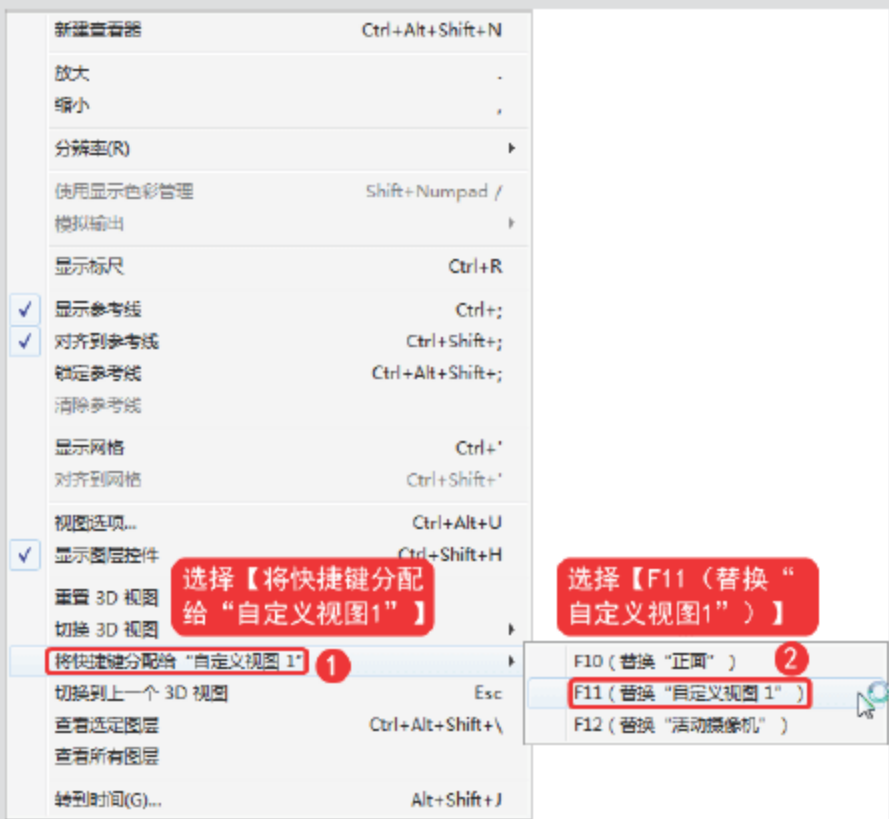 新建查看器 Ctrl+Alt+Shift+N
放大 .
缩小 ,
分辨率(R)
使用显示色彩管理 Shift+Numpad /
模拟输出
显示标尺 Ctrl+R
显示参考线 Ctrl+;
对齐到参考线 Ctrl+Shift+;
锁定参考线 Ctrl+Alt+Shift+;
清除参考线
显示网格 Ctrl+'
对齐到网格 Ctrl+Shift+'
视图选项... Ctrl+Alt+U
显示图层控件 Ctrl+Shift+H
选择【将快捷键分配
给“自定义视图1”】
选择【F11（替换“
自定义视图1”）】
重置 3D 视图
切换 3D 视图
将快捷键分配给“自定义视图 1” 1
F10（替换“正面”） 2
切换到上一个 3D 视图 Esc
F11（替换“自定义视图 1”）
查看选定图层 Ctrl+Alt+Shift+\
F12（替换“活动摄像机”）
查看所有图层
转到时间(G)... Alt+Shift+J